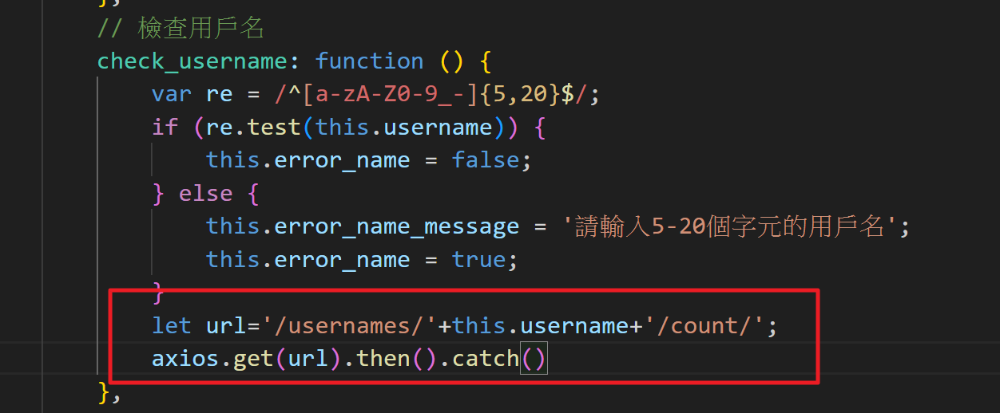 },
// 檢查用戶名
check_username: function () {
var re = /^[a-zA-Z0-9_-]{5,20}$/;
if (re.test(this.username)) {
this.error_name = false;
} else {
this.error_name_message = '請輸入5-20個字元的用戶名';
this.error_name = true;
}
let url='/usernames/'+this.username+'/count/';
axios.get(url).then().catch()
},